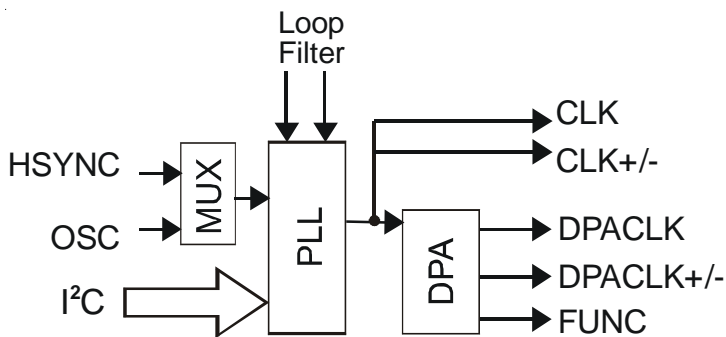 Loop
Filter
CLK
CLK+/-
HSYNC
MUX
OSC
PLL
DPA
DPACLK
DPACLK+/-
I²C
FUNC